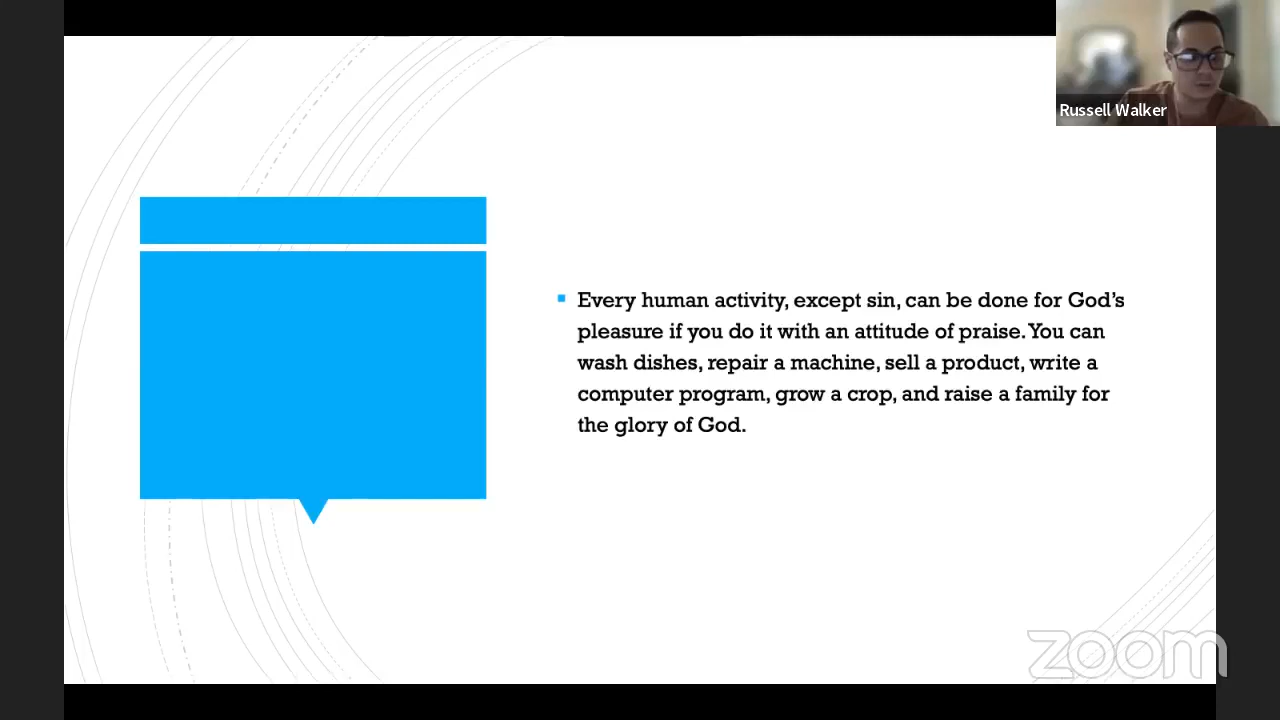 Russell Walker
Every human activity, except sin, can be done for God’s
pleasure if you do it with an attitude of praise. You can
wash dishes, repair a machine, sell a product, write a
computer program, grow a crop, and raise a family for
the glory of God.
zoom